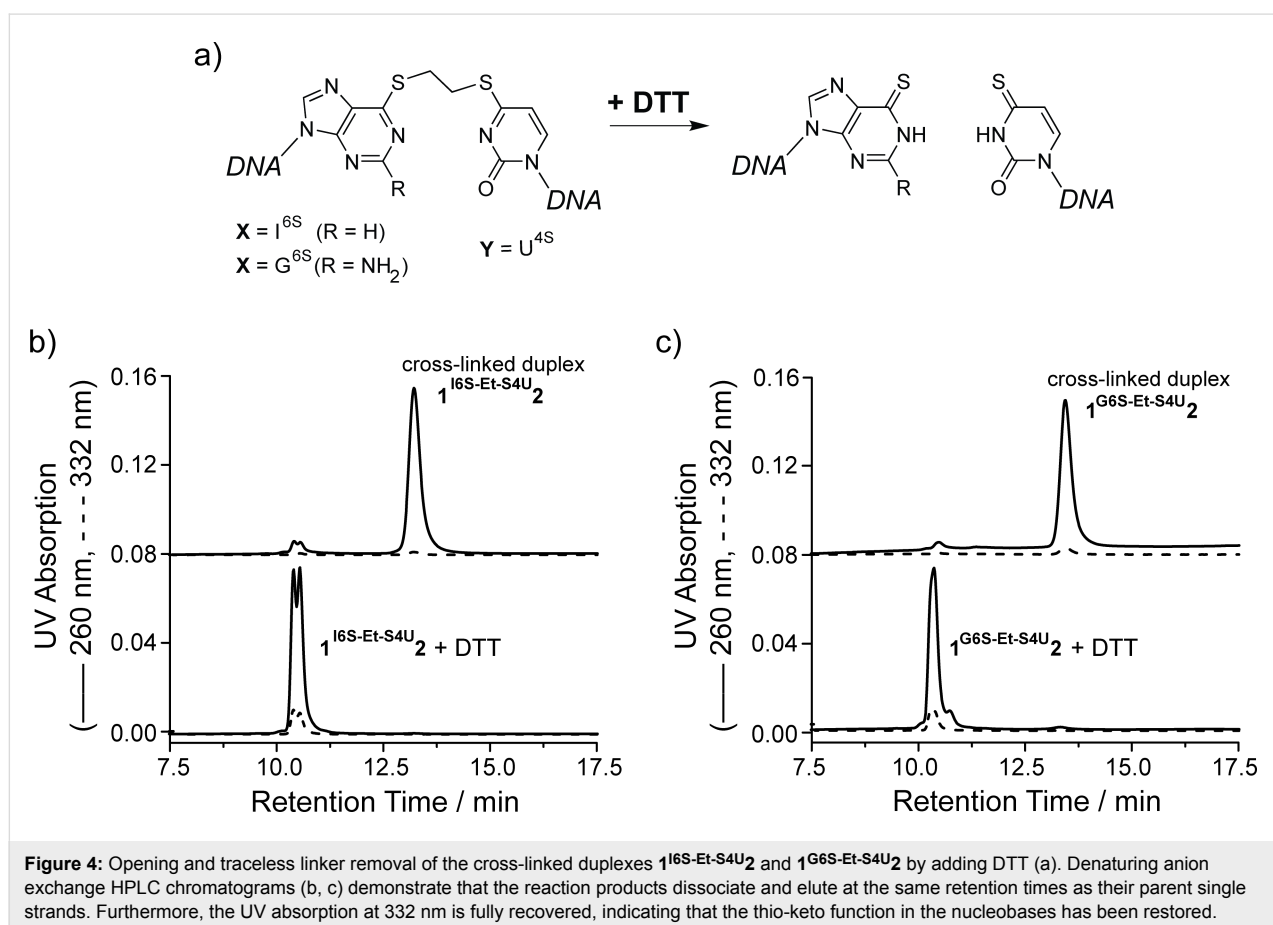 a)
N
N
N
N
S
S
N
N
O
R
DNA
DNA
+ DTT
N
N
N
NH
S
R
DNA
S
HN
O
N
DNA
X = I6S (R = H)
X = G6S (R = NH2)
Y = U4S
b)
cross-linked duplex
1I6S-Et-S4U2
1I6S-Et-S4U2 + DTT
UV Absorption
(—— 260 nm, - - - 332 nm)
0.16
0.12
0.08
0.04
0.00
7.5 10.0 12.5 15.0 17.5
Retention Time / min
c)
cross-linked duplex
1G6S-Et-S4U2
1G6S-Et-S4U2 + DTT
UV Absorption
(—— 260 nm, - - - 332 nm)
0.16
0.12
0.08
0.04
0.00
7.5 10.0 12.5 15.0 17.5
Retention Time / min
Figure 4: Opening and traceless linker removal of the cross-linked duplexes 1I6S-Et-S4U2 and 1G6S-Et-S4U2 by adding DTT (a). Denaturing anion
exchange HPLC chromatograms (b, c) demonstrate that the reaction products dissociate and elute at the same retention times as their parent single
strands. Furthermore, the UV absorption at 332 nm is fully recovered, indicating that the thio-keto function in the nucleobases has been restored.